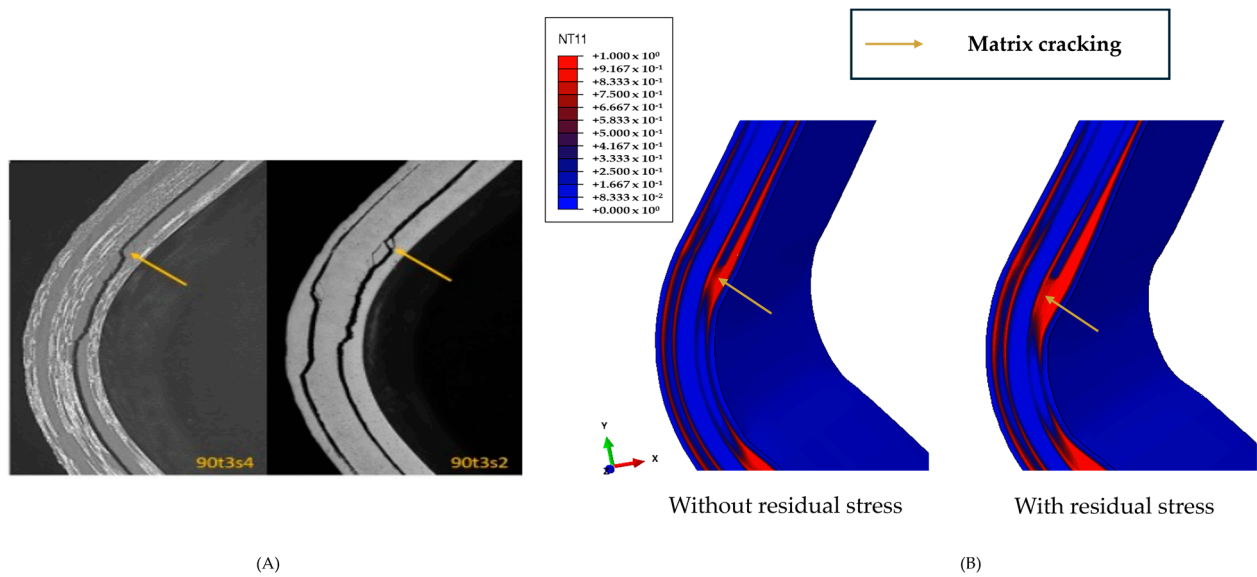 NT11
+1.000 x 10⁰
+9.167 x 10⁻¹
+8.333 x 10⁻¹
+7.500 x 10⁻¹
+6.667 x 10⁻¹
+5.833 x 10⁻¹
+5.000 x 10⁻¹
+4.167 x 10⁻¹
+3.333 x 10⁻¹
+2.500 x 10⁻¹
+1.667 x 10⁻¹
+8.333 x 10⁻²
+0.000 x 10⁰
Matrix cracking
90t3s4
90t3s2
Y
X
Z
Without residual stress
With residual stress
(A)
(B)